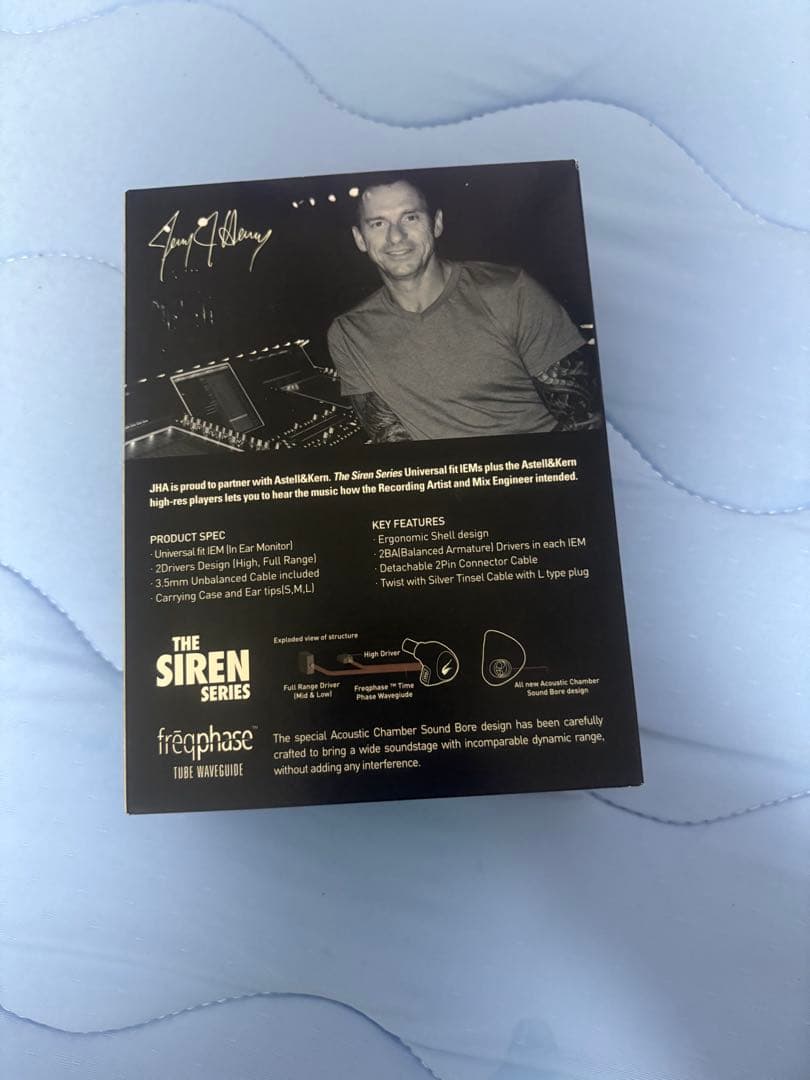 JHA is proud to partner with Astell&Kern. The Siren Series Universal fit IEMs plus the Astell&Kern
high-res players lets you to hear the music how the Recording Artist and Mix Engineer intended.
PRODUCT SPEC
· Universal fit IEM (In Ear Monitor)
· 2Drivers Design (High, Full Range)
· 3.5mm Unbalanced Cable included
· Carrying Case and Ear tips(S,M,L)
KEY FEATURES
· Ergonomic Shell design
· 2BA(Balanced Armature) Drivers in each IEM
· Detachable 2Pin Connector Cable
· Twist with Silver Tinsel Cable with L type plug
THE
SIREN
SERIES
Exploded view of structure
High Driver
Full Range Driver
(Mid & Low)
Freqphase ™ Time
Phase Waveguide
All new Acoustic Chamber
Sound Bore design
frēqphase™
TUBE WAVEGUIDE
The special Acoustic Chamber Sound Bore design has been carefully
crafted to bring a wide soundstage with incomparable dynamic range,
without adding any interference.